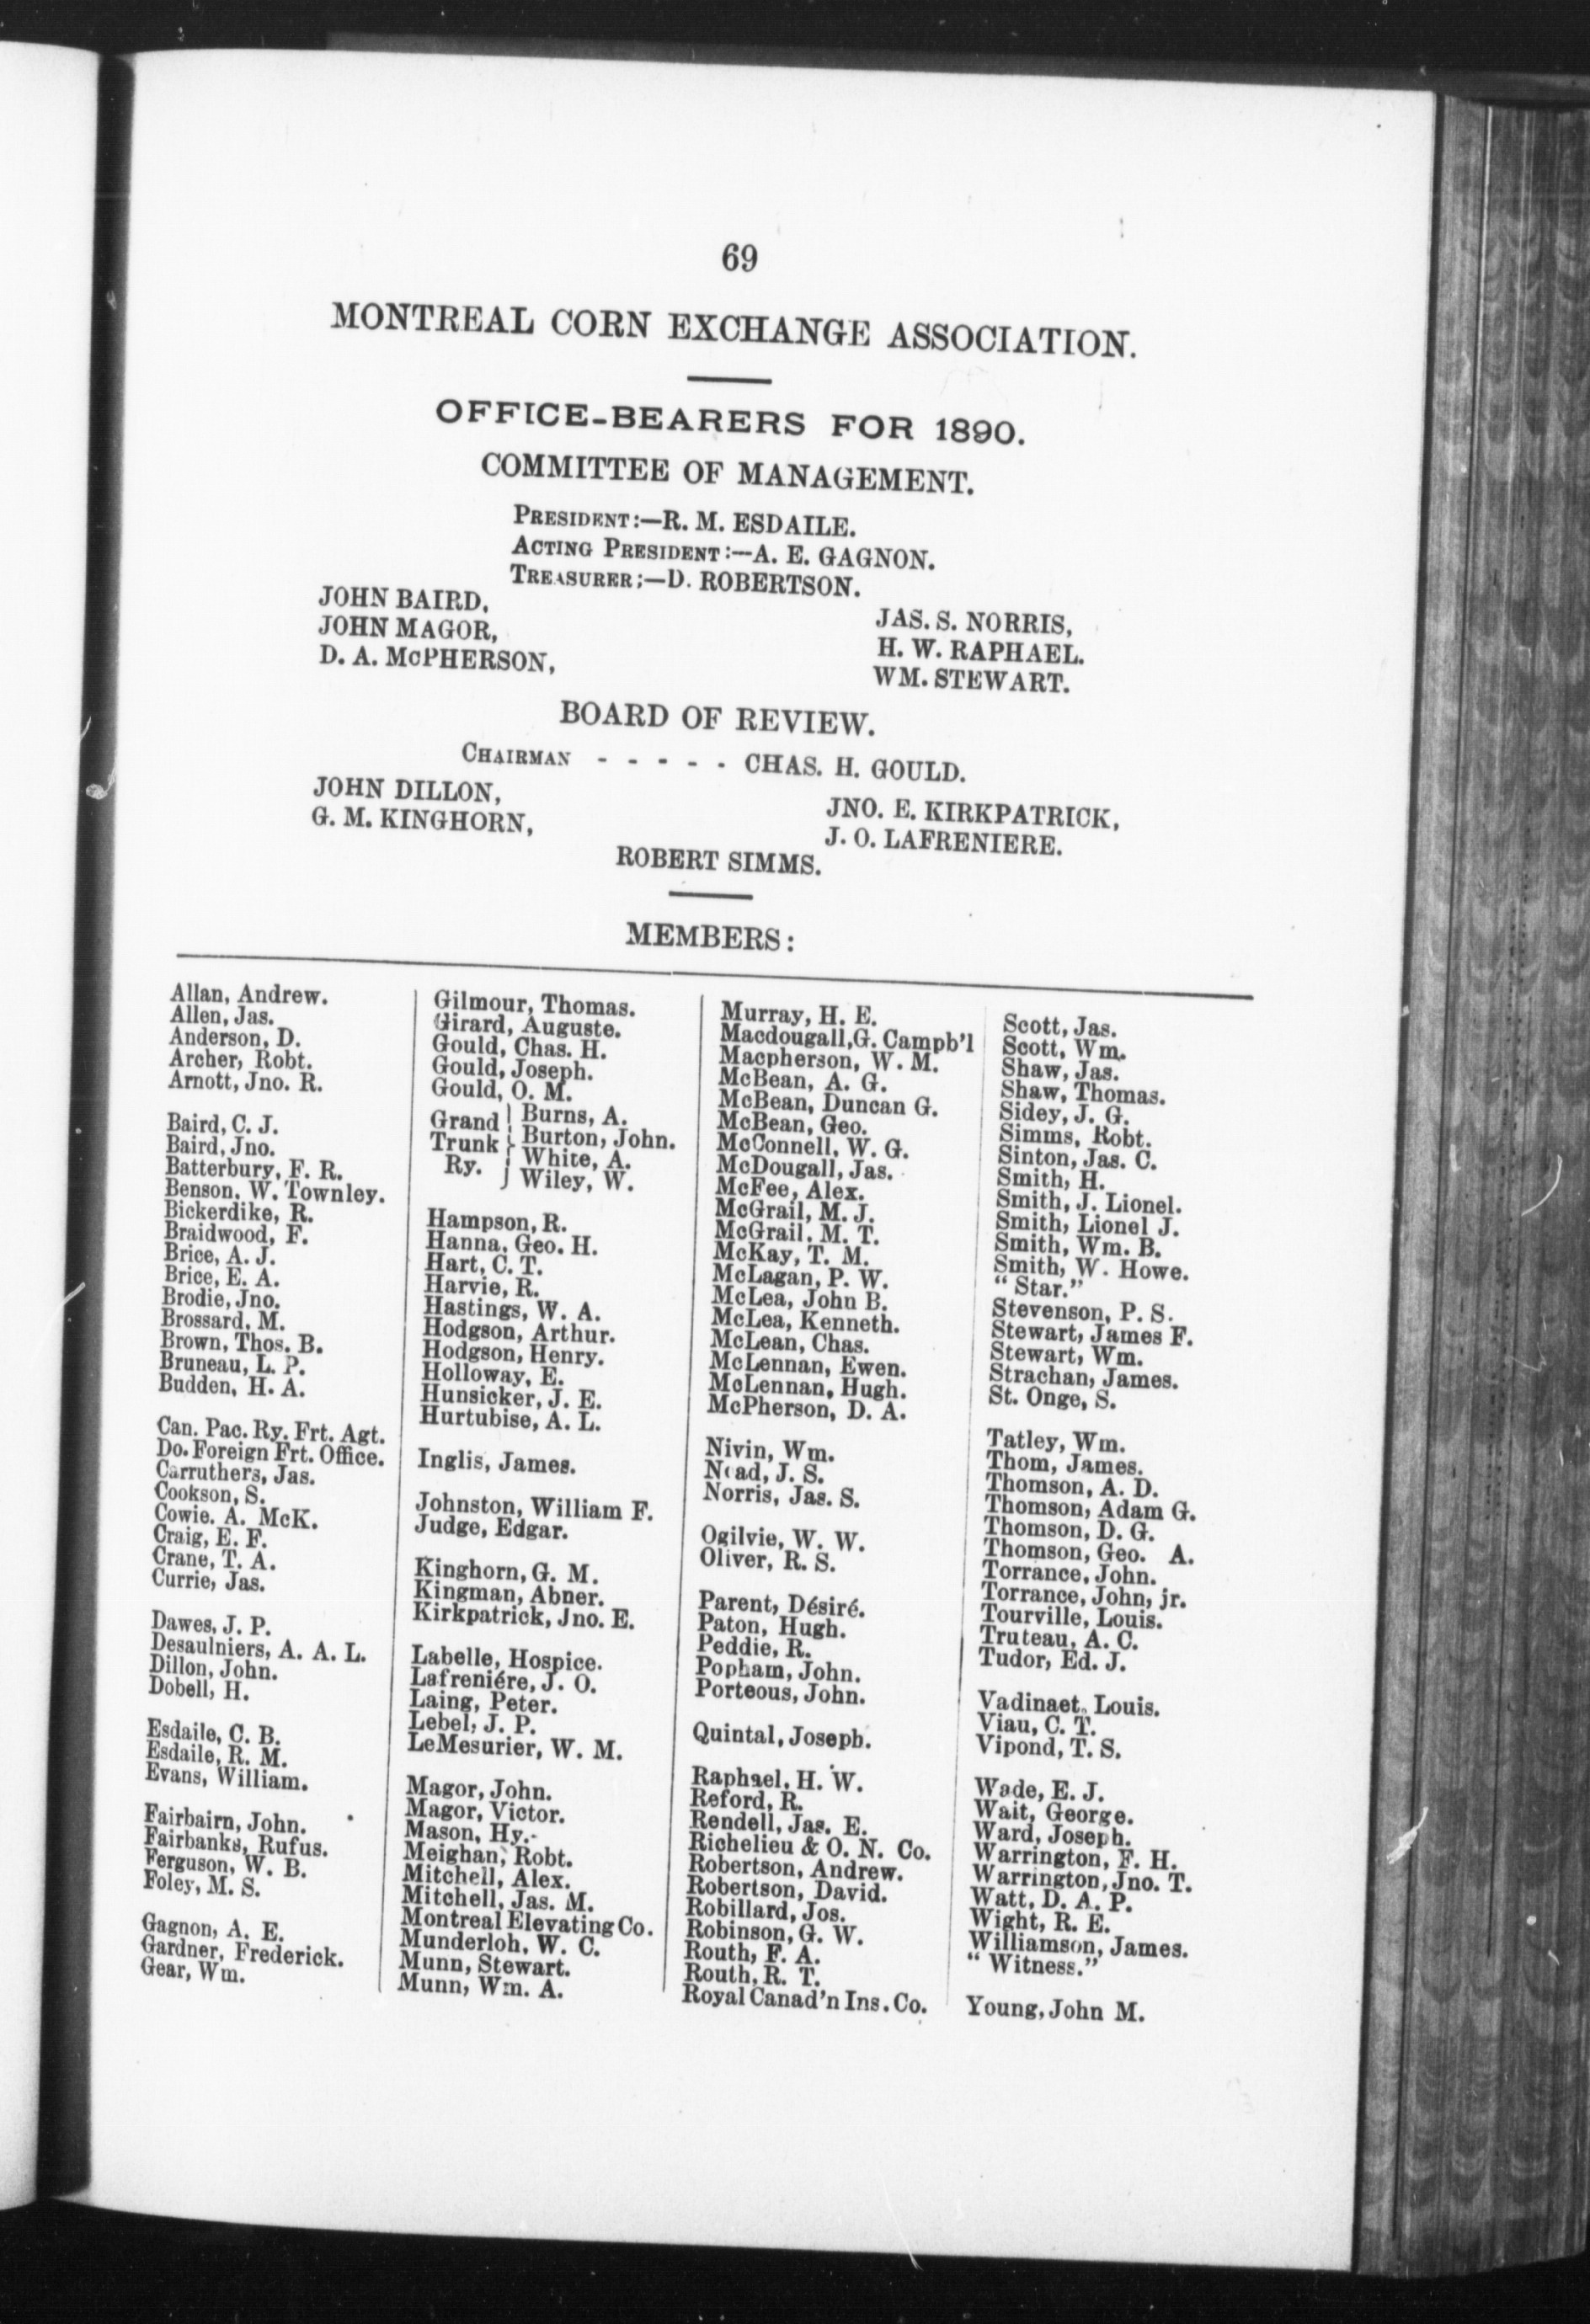 69
MONTREAL CORN EXCHANGE ASSOCIATION.
OFFICE-BEARERS FOR 1890.
COMMITTEE OF MANAGEMENT.
PRESIDENT:—R. M. ESDAILE.
ACTING PRESIDENT:—A. E. GAGNON.
TREASURER;—D. ROBERTSON.
JOHN BAIRD,
JOHN MAGOR,
D. A. McPHERSON,
JAS. S. NORRIS,
H. W. RAPHAEL.
WM. STEWART.
BOARD OF REVIEW.
CHAIRMAN - - - - - CHAS. H. GOULD.
JOHN DILLON,
G. M. KINGHORN,
JNO. E. KIRKPATRICK,
J. O. LAFRENIERE.
ROBERT SIMMS.
MEMBERS:
Allan, Andrew.
Allen, Jas.
Anderson, D.
Archer, Robt.
Arnott, Jno. R.
Baird, C. J.
Baird, Jno.
Batterbury, F. R.
Benson, W. Townley.
Bickerdike, R.
Braidwood, F.
Brice, A. J.
Brice, E. A.
Brodie, Jno.
Brossard, M.
Brown, Thos. B.
Bruneau, L. P.
Budden, H. A.
Can. Pac. Ry. Frt. Agt.
Do. Foreign Frt. Office.
Carruthers, Jas.
Cookson, S.
Cowie. A. McK.
Craig, E. F.
Crane, T. A.
Currie, Jas.
Dawes, J. P.
Desaulniers, A. A. L.
Dillon, John.
Dobell, H.
Esdaile, C. B.
Esdaile, R. M.
Evans, William.
Fairbairn, John.
Fairbanks, Rufus.
Ferguson, W. B.
Foley, M. S.
Gagnon, A. E.
Gardner, Frederick.
Gear, Wm.
Gilmour, Thomas.
Girard, Auguste.
Gould, Chas. H.
Gould, Joseph.
Gould, O. M.
Grand Trunk Ry. } Burns, A.
Burton, John.
White, A.
Wiley, W.
Hampson, R.
Hanna, Geo. H.
Hart, C. T.
Harvie, R.
Hastings, W. A.
Hodgson, Arthur.
Hodgson, Henry.
Holloway, E.
Hunsicker, J. E.
Hurtubise, A. L.
Inglis, James.
Johnston, William F.
Judge, Edgar.
Kinghorn, G. M.
Kingman, Abner.
Kirkpatrick, Jno. E.
Labelle, Hospice.
Lafreniére, J. O.
Laing, Peter.
Lebel, J. P.
LeMesurier, W. M.
Magor, John.
Magor, Victor.
Mason, Hy.
Meighan, Robt.
Mitchell, Alex.
Mitchell, Jas. M.
Montreal Elevating Co.
Munderloh, W. C.
Munn, Stewart.
Munn, Wm. A.
Murray, H. E.
Macdougall, G. Campb'l
Macpherson, W. M.
McBean, A. G.
McBean, Duncan G.
McBean, Geo.
McConnell, W. G.
McDougall, Jas.
McFee, Alex.
McGrail, M. J.
McGrail. M. T.
McKay, T. M.
McLagan, P. W.
McLea, John B.
McLea, Kenneth.
McLean, Chas.
McLennan, Ewen.
McLennan, Hugh.
McPherson, D. A.
Nivin, Wm.
Nead, J. S.
Norris, Jas. S.
Ogilvie, W. W.
Oliver, R. S.
Parent, Désiré.
Paton, Hugh.
Peddie, R.
Popham, John.
Porteous, John.
Quintal, Joseph.
Raphael, H. W.
Reford, R.
Rendell, Jas. E.
Richelieu & O. N. Co.
Robertson, Andrew.
Robertson, David.
Robillard, Jos.
Robinson, G. W.
Routh, F. A.
Routh, R. T.
Royal Canad'n Ins. Co.
Scott, Jas.
Scott, Wm.
Shaw, Jas.
Shaw, Thomas.
Sidey, J. G.
Simms, Robt.
Sinton, Jas. C.
Smith, H.
Smith, J. Lionel.
Smith, Lionel J.
Smith, Wm. B.
Smith, W. Howe.
"Star."
Stevenson, P. S.
Stewart, James F.
Stewart, Wm.
Strachan, James.
St. Onge, S.
Tatley, Wm.
Thom, James.
Thomson, A. D.
Thomson, Adam G.
Thomson, D. G.
Thomson, Geo. A.
Torrance, John.
Torrance, John, jr.
Tourville, Louis.
Truteau, A. C.
Tudor, Ed. J.
Vadinaet, Louis.
Viau, C. T.
Vipond, T. S.
Wade, E. J.
Wait, George.
Ward, Joseph.
Warrington, F. H.
Warrington, Jno. T.
Watt, D. A. P.
Wight, R. E.
Williamson, James.
"Witness."
Young, John M.